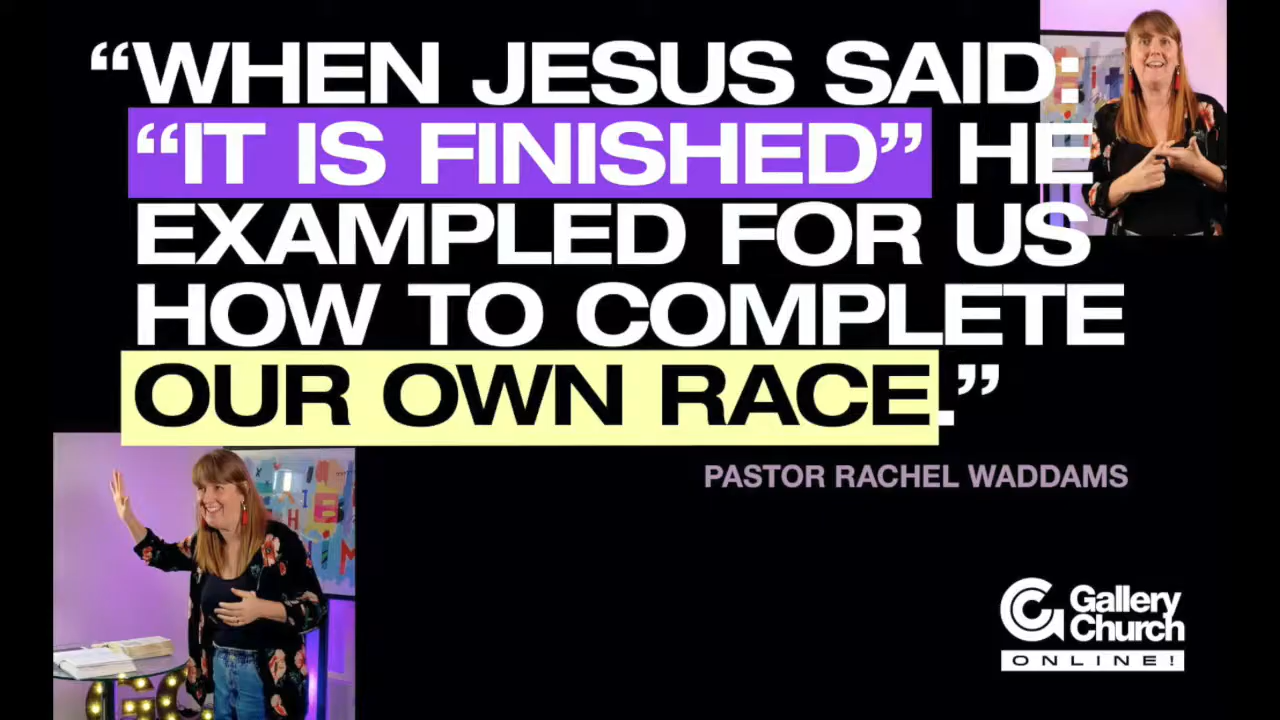 “WHEN JESUS SAID:
“IT IS FINISHED” HE
EXAMPLED FOR US
HOW TO COMPLETE
OUR OWN RACE.”
PASTOR RACHEL WADDAMS
Gallery
Church
ONLINE!